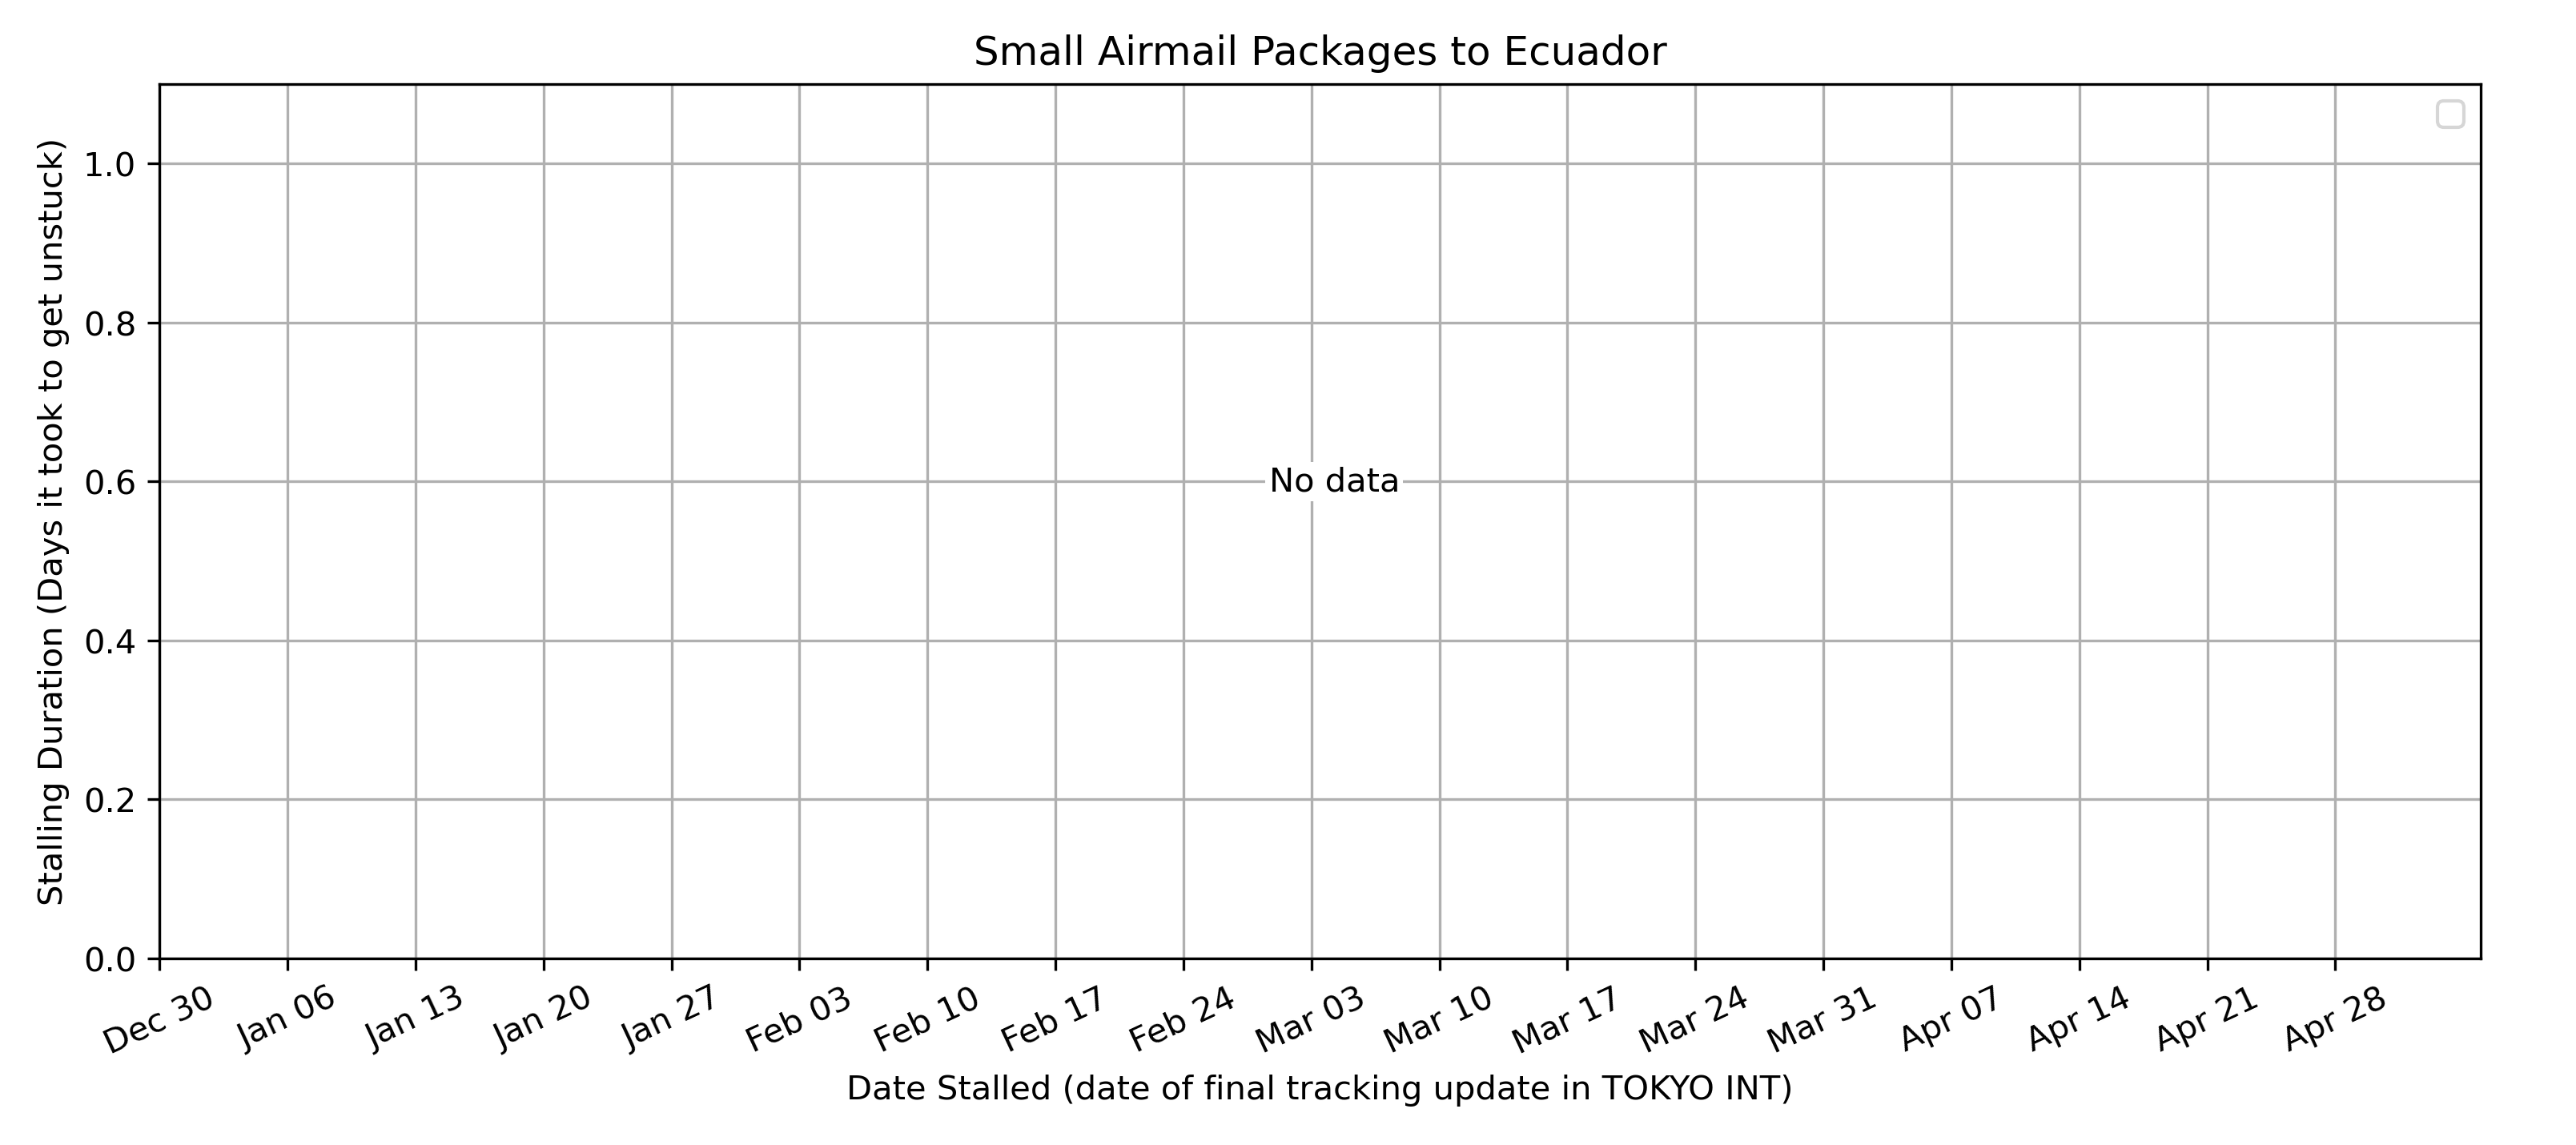 Small Airmail Packages to Ecuador
Stalling Duration (Days it took to get unstuck)
1.0
0.8
0.6
0.4
0.2
0.0
No data
Dec 30 Jan 06 Jan 13 Jan 20 Jan 27 Feb 03 Feb 10 Feb 17 Feb 24 Mar 03 Mar 10 Mar 17 Mar 24 Mar 31 Apr 07 Apr 14 Apr 21 Apr 28
Date Stalled (date of final tracking update in TOKYO INT)